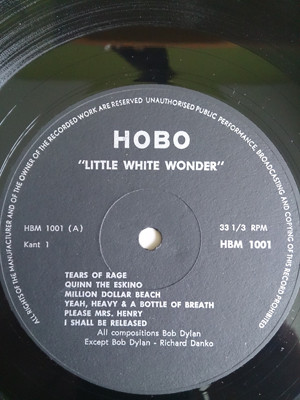 ALL RIGHTS OF THE MANUFACTURER AND OF THE OWNER OF THE RECORDED WORK ARE RESERVED UNAUTHORISED PUBLIC PERFORMANCE, BROADCASTING AND COPYING OF THIS RECORD PROHIBITED
HOBO
"LITTLE WHITE WONDER"
HBM 1001 (A) 33 1/3 RPM
Kant 1 HBM 1001
TEARS OF RAGE
QUINN THE ESKINO
MILLION DOLLAR BEACH
YEAH, HEAVY & A BOTTLE OF BREATH
PLEASE MRS. HENRY
I SHALL BE RELEASED
All compositions Bob Dylan
Except Bob Dylan - Richard Danko